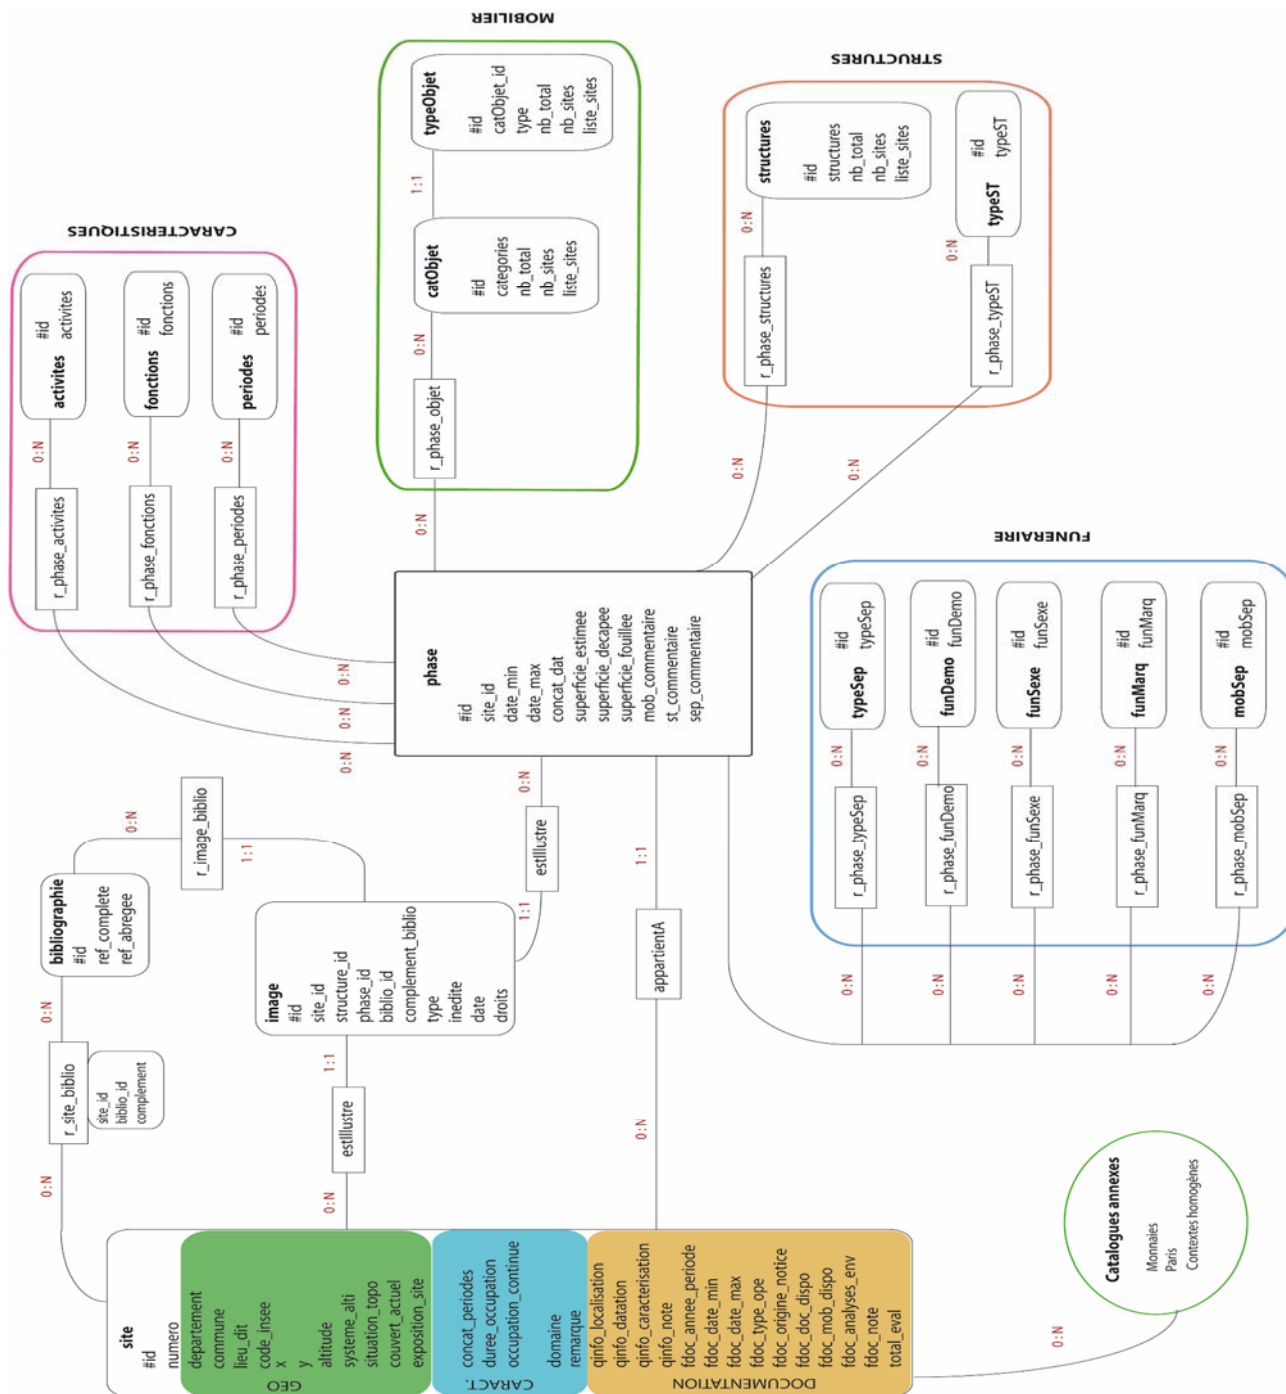 site
#id
numero
departement
commune
lieu_dit
code_insee
x
y
altitude
systeme_alti
situation_topo
couvert_actuel
exposition_site
GEO
concat_periodes
duree_occupation
occupation_continue
domaine
remarque
CARACT.
qinfo_localisation
qinfo_datation
qinfo_caracterisation
qinfo_note
fdoc_annee_periode
fdoc_date_min
fdoc_date_max
fdoc_type_ope
fdoc_origine_notice
fdoc_doc_dispo
fdoc_mob_dispo
fdoc_analyses_env
fdoc_note
total_eval
DOCUMENTATION
0:N
r_site_biblio
site_id
biblio_id
complement
0:N
bibliographie
#id
ref_complete
ref_abregee
0:N
r_image_biblio
1:1
0:N
estIllustre
1:1
image
#id
site_id
structure_id
phase_id
biblio_id
complement_biblio
type
inedite
date
droits
1:1
estIllustre
0:N
0:N
appartientA
1:1
0:N
Catalogues annexes
Monnaies
Paris
Contextes homogènes
phase
#id
site_id
date_min
date_max
concat_dat
superficie_estimee
superficie_decapee
superficie_fouillee
mob_commentaire
st_commentaire
sep_commentaire
0:N
0:N
0:N
CARACTERISTIQUES
r_phase_activites
0:N
activites
#id
activites
r_phase_fonctions
0:N
fonctions
#id
fonctions
r_phase_periodes
0:N
periodes
#id
periodes
MOBILIER
0:N
r_phase_objet
0:N
catObjet
#id
categories
nb_total
nb_sites
liste_sites
1:1
typeObjet
#id
catObjet_id
type
nb_total
nb_sites
liste_sites
STRUCTURES
0:N
r_phase_structures
0:N
structures
#id
structures
nb_total
nb_sites
liste_sites
0:N
r_phase_typeST
0:N
typeST
#id
typeST
FUNERAIRE
0:N
r_phase_typeSep
0:N
typeSep
#id
typeSep
0:N
r_phase_funDemo
0:N
funDemo
#id
funDemo
0:N
r_phase_funSexe
0:N
funSexe
#id
funSexe
0:N
r_phase_funMarq
0:N
funMarq
#id
funMarq
0:N
r_phase_mobSep
0:N
mobSep
#id
mobSep